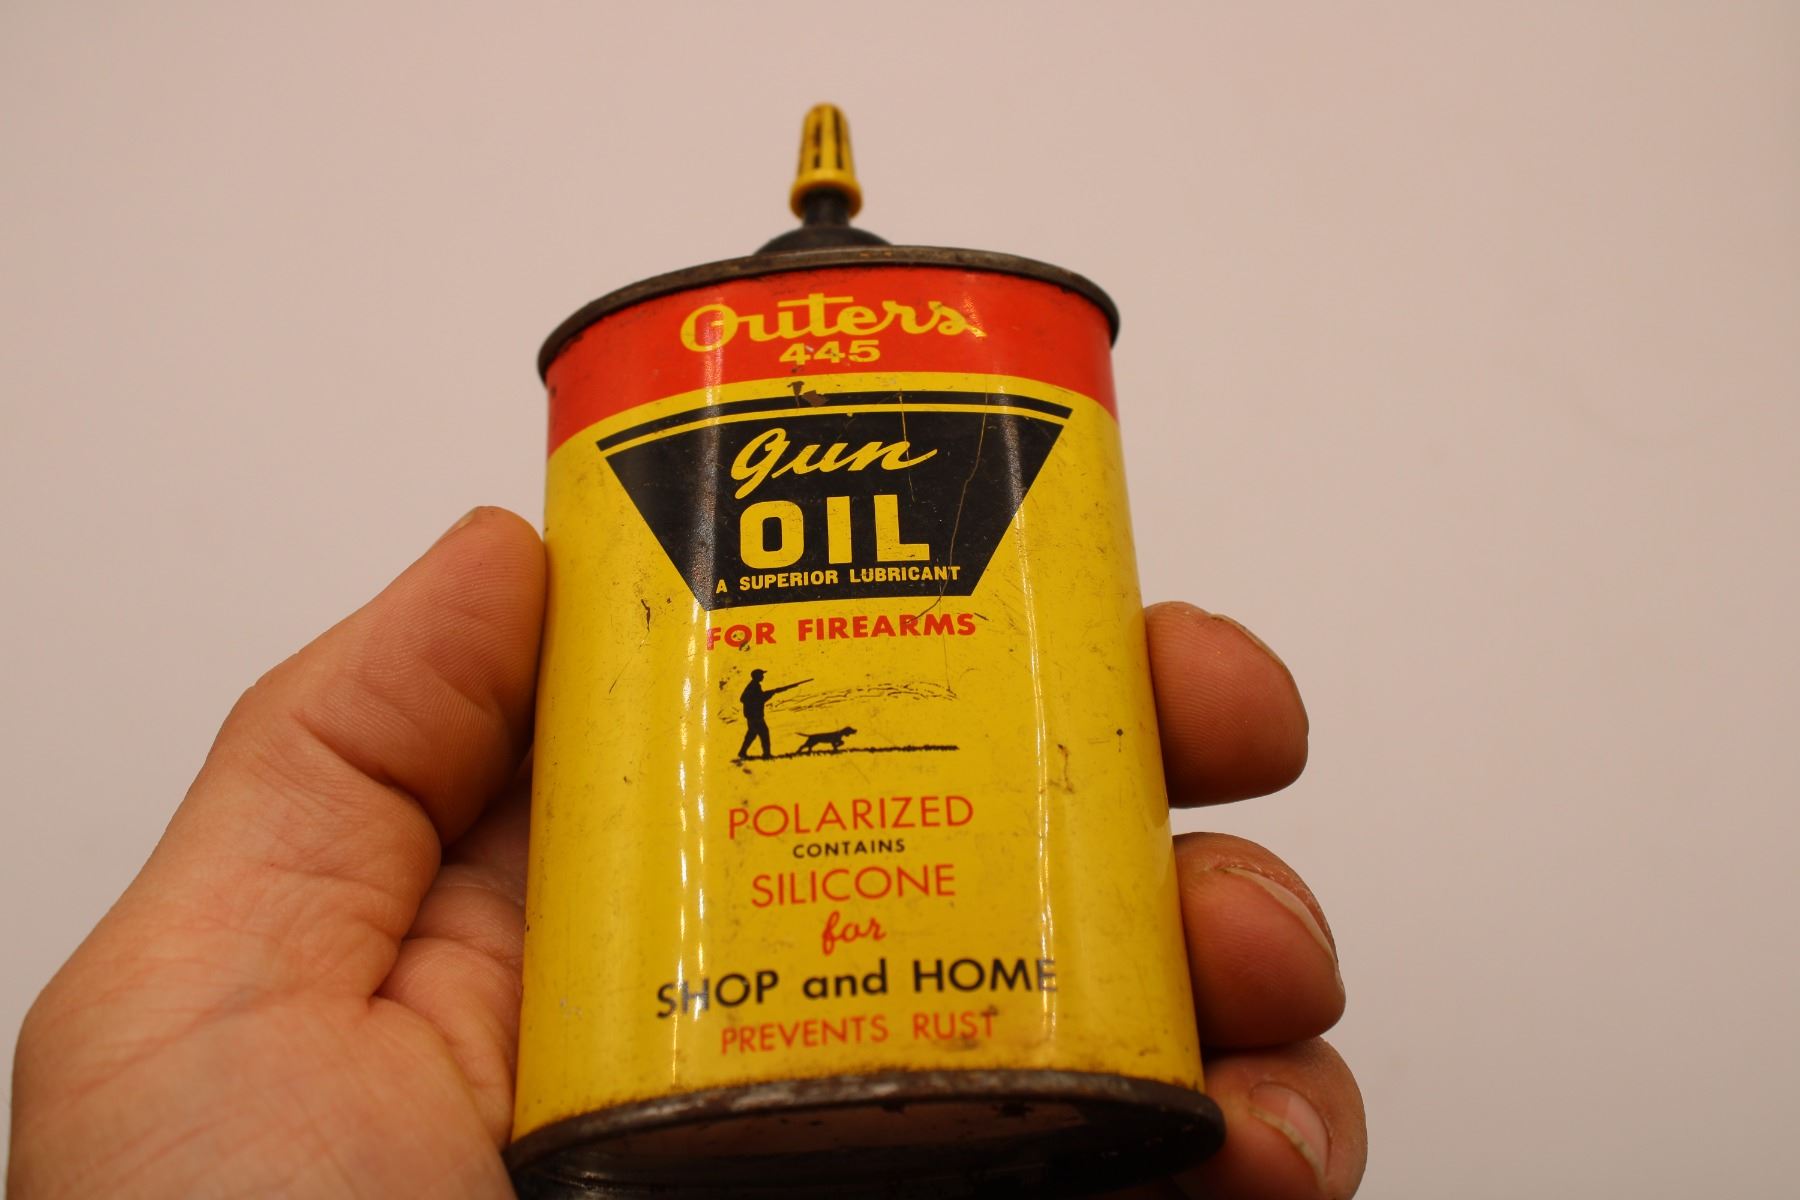 Outers
445
Gun
OIL
A SUPERIOR LUBRICANT
FOR FIREARMS
POLARIZED
CONTAINS
SILICONE
for
SHOP and HOME
PREVENTS RUST